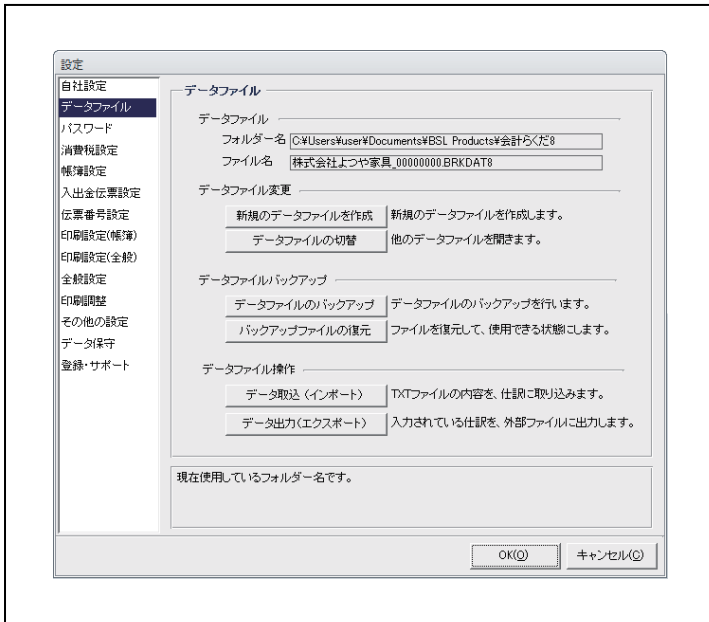 設定
自社設定
データファイル
パスワード
消費税設定
帳簿設定
入出金伝票設定
伝票番号設定
印刷設定(帳簿)
印刷設定(全般)
全般設定
印刷調整
その他の設定
データ保守
登録・サポート
データファイル
データファイル
フォルダー名 C:¥Users¥user¥Documents¥BSL Products¥会計らくだ8
ファイル名 株式会社よつや家具_00000000.BRKDAT8
データファイル変更
新規のデータファイルを作成 新規のデータファイルを作成します。
データファイルの切替 他のデータファイルを開きます。
データファイルバックアップ
データファイルのバックアップ データファイルのバックアップを行います。
バックアップファイルの復元 ファイルを復元して、使用できる状態にします。
データファイル操作
データ取込（インポート） TXTファイルの内容を、仕訳に取り込みます。
データ出力(エクスポート) 入力されている仕訳を、外部ファイルに出力します。
現在使用しているフォルダー名です。
OK(O) キャンセル(C)